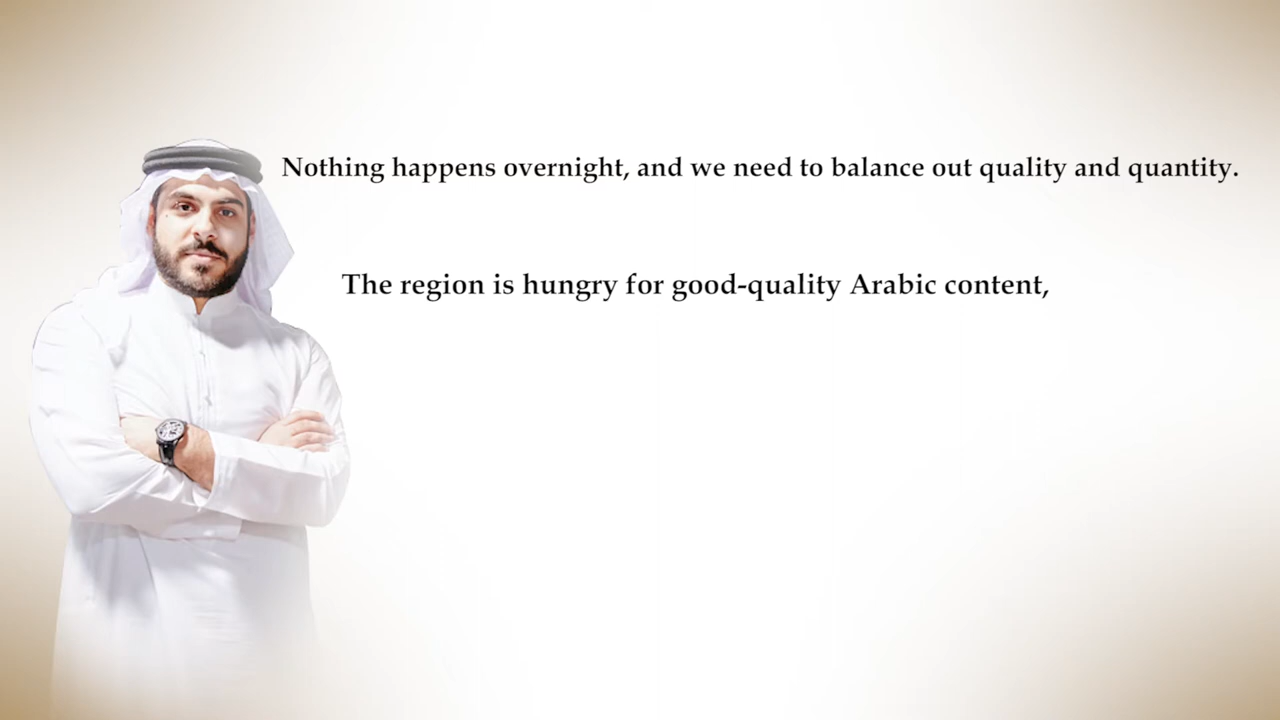 Nothing happens overnight, and we need to balance out quality and quantity.
The region is hungry for good-quality Arabic content,